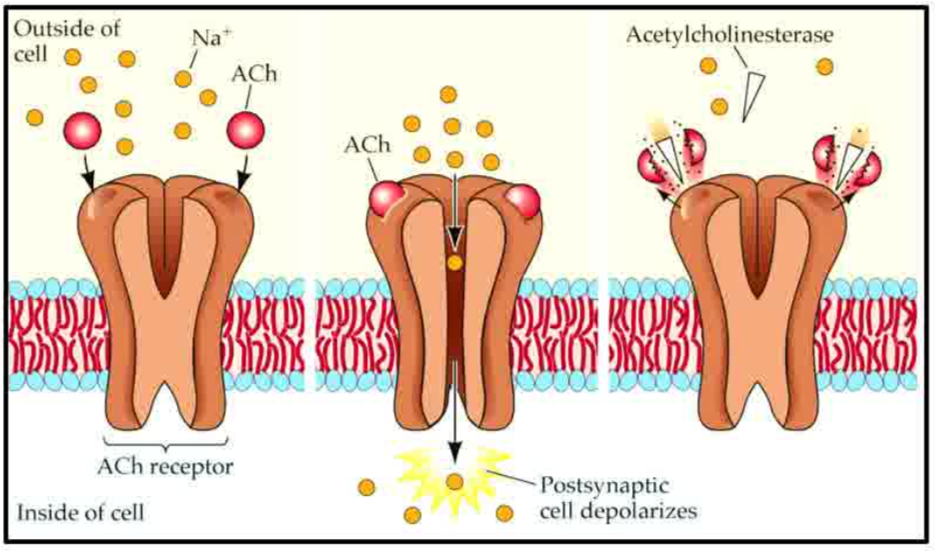 Outside of
cell
Na⁺
ACh
ACh receptor
Inside of cell
ACh
Postsynaptic
cell depolarizes
Acetylcholinesterase